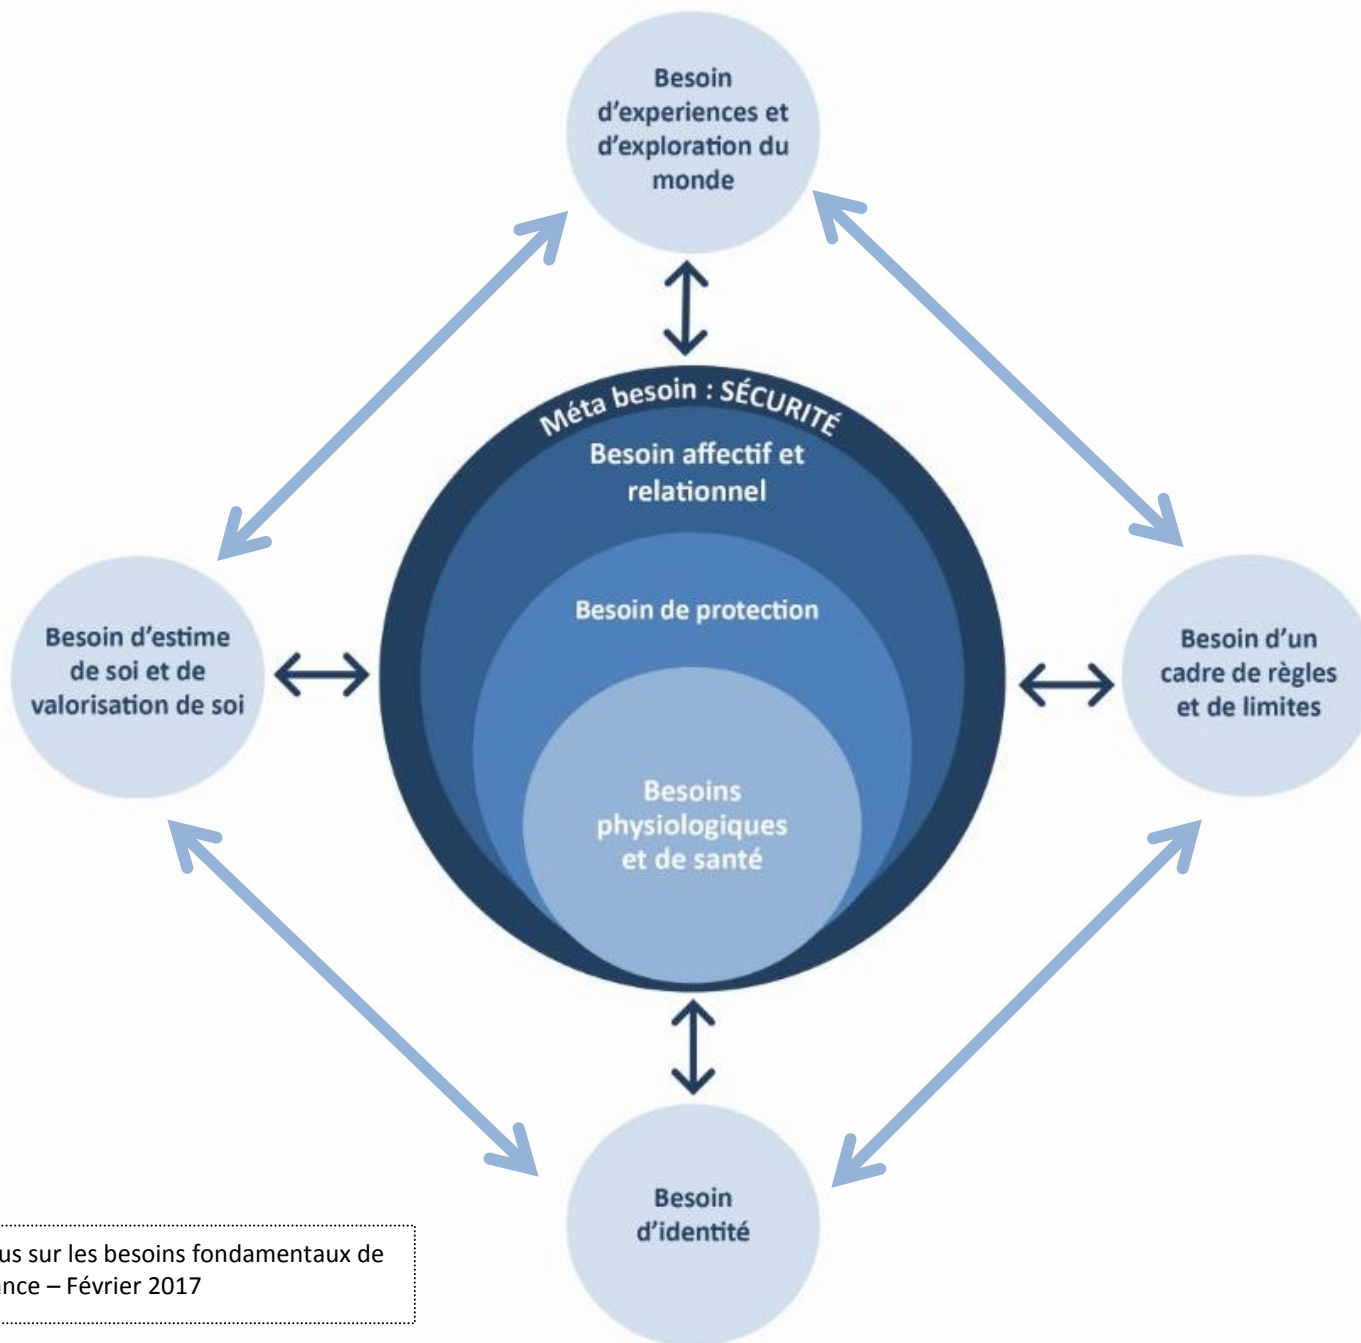 Besoin
d'experiences et
d'exploration du
monde
Méta besoin : SÉCURITÉ
Besoin affectif et
relationnel
Besoin de protection
Besoins
physiologiques
et de santé
Besoin d'estime
de soi et de
valorisation de soi
Besoin d'un
cadre de règles
et de limites
Besoin
d'identité
sur les besoins fondamentaux de
– Février 2017